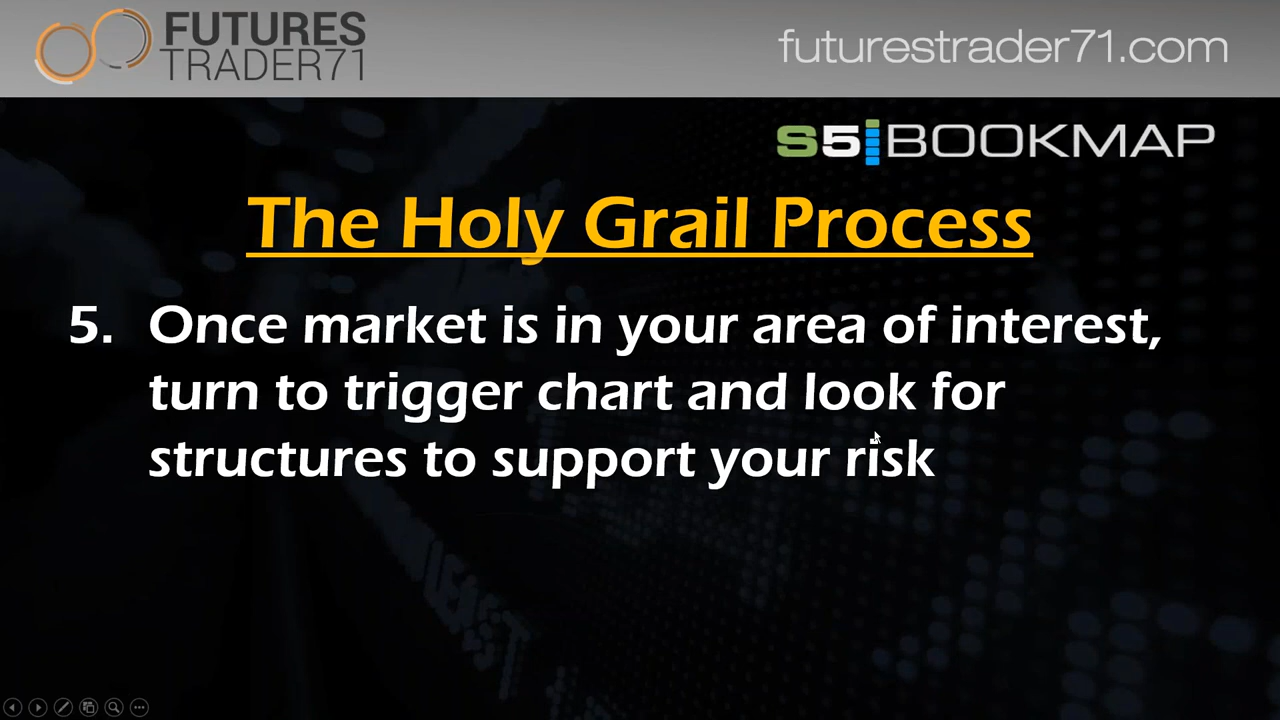 FUTURES
TRADER71
futurestrader71.com
S5 BOOKMAP
The Holy Grail Process
5. Once market is in your area of interest,
turn to trigger chart and look for
structures to support your risk